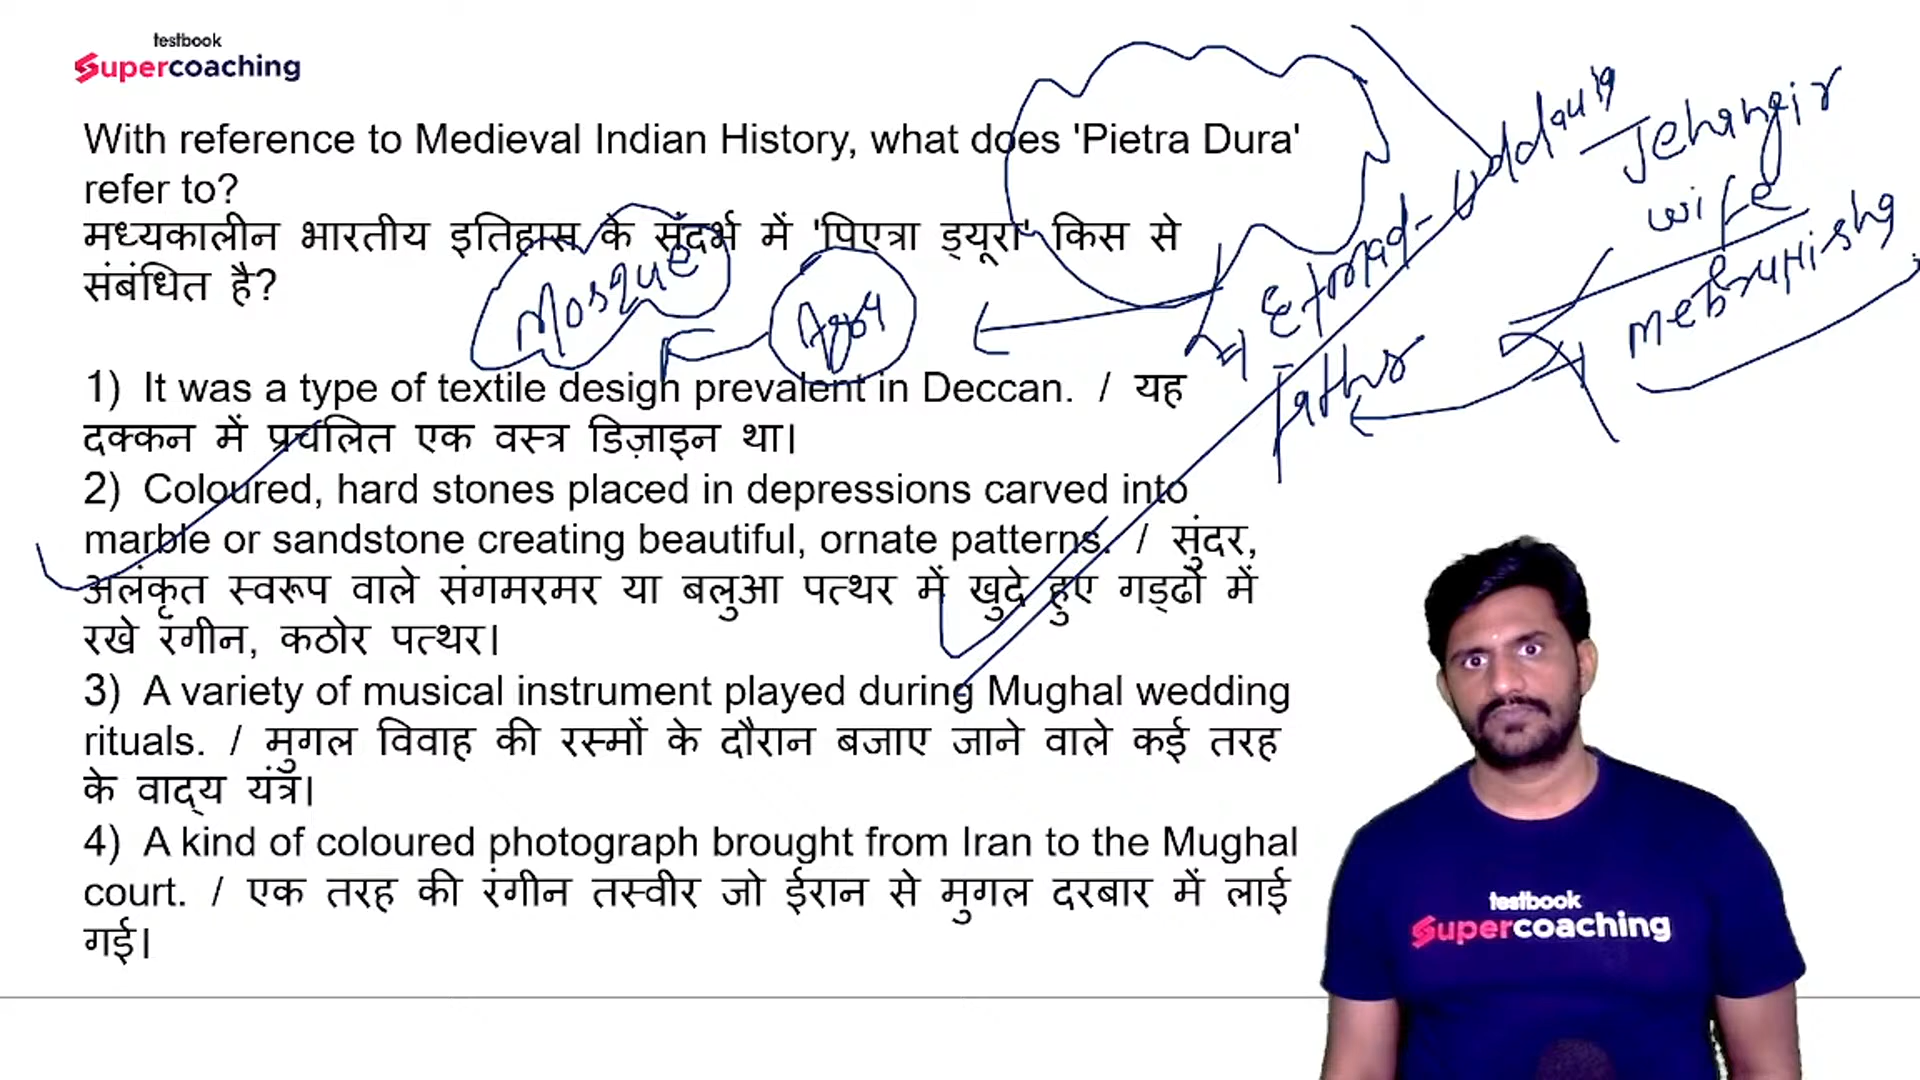 testbook
Supercoaching
With reference to Medieval Indian History, what does 'Pietra Dura'
refer to?
मध्यकालीन भारतीय इतिहास के संदर्भ में 'पिएत्रा ड्यूरा' किस से
संबंधित है?
Mosque
Agra
Etmad-Uddaula
Jehangir
wife
father
1) It was a type of textile design prevalent in Deccan. / यह
दक्कन में प्रचलित एक वस्त्र डिज़ाइन था।
2) Coloured, hard stones placed in depressions carved into
marble or sandstone creating beautiful, ornate patterns. / सुंदर,
अलंकृत स्वरूप वाले संगमरमर या बलुआ पत्थर में खुदे हुए गड्ढों में
रखे रंगीन, कठोर पत्थर।
3) A variety of musical instrument played during Mughal wedding
rituals. / मुगल विवाह की रस्मों के दौरान बजाए जाने वाले कई तरह
के वाद्य यंत्र।
4) A kind of coloured photograph brought from Iran to the Mughal
court. / एक तरह की रंगीन तस्वीर जो ईरान से मुगल दरबार में लाई
गई।
testbook
Supercoaching